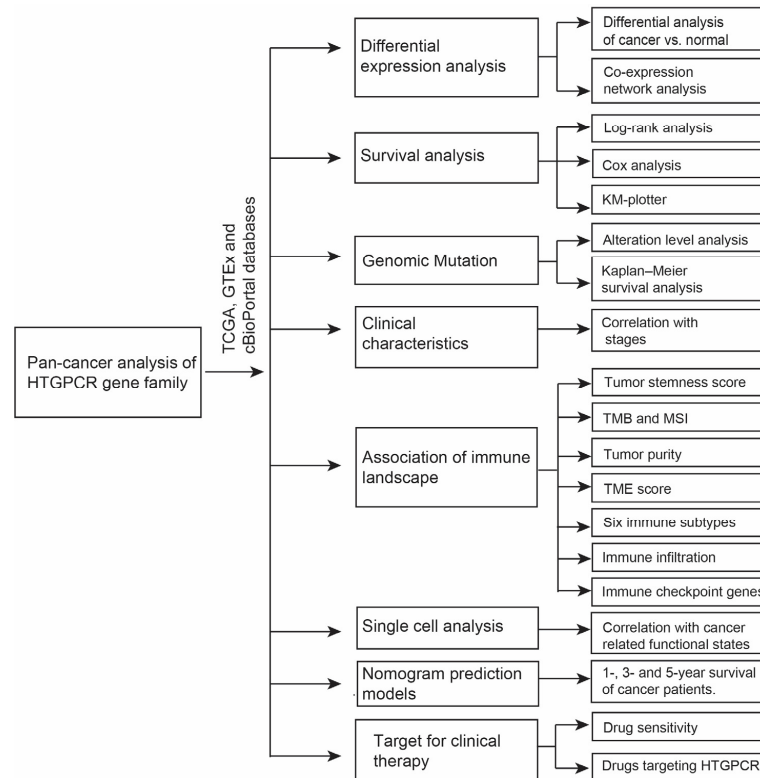 Pan-cancer analysis of
HTGPCR gene family
TCGA, GTEx and
cBioPortal databases
Differential
expression analysis
Differential analysis
of cancer vs. normal
Co-expression
network analysis
Survival analysis
Log-rank analysis
Cox analysis
KM-plotter
Genomic Mutation
Alteration level analysis
Kaplan–Meier
survival analysis
Clinical
characteristics
Correlation with
stages
Association of immune
landscape
Tumor stemness score
TMB and MSI
Tumor purity
TME score
Six immune subtypes
Immune infiltration
Immune checkpoint genes
Single cell analysis
Correlation with cancer
related functional states
Nomogram prediction
models
1-, 3- and 5-year survival
of cancer patients.
Target for clinical
therapy
Drug sensitivity
Drugs targeting HTGPCR